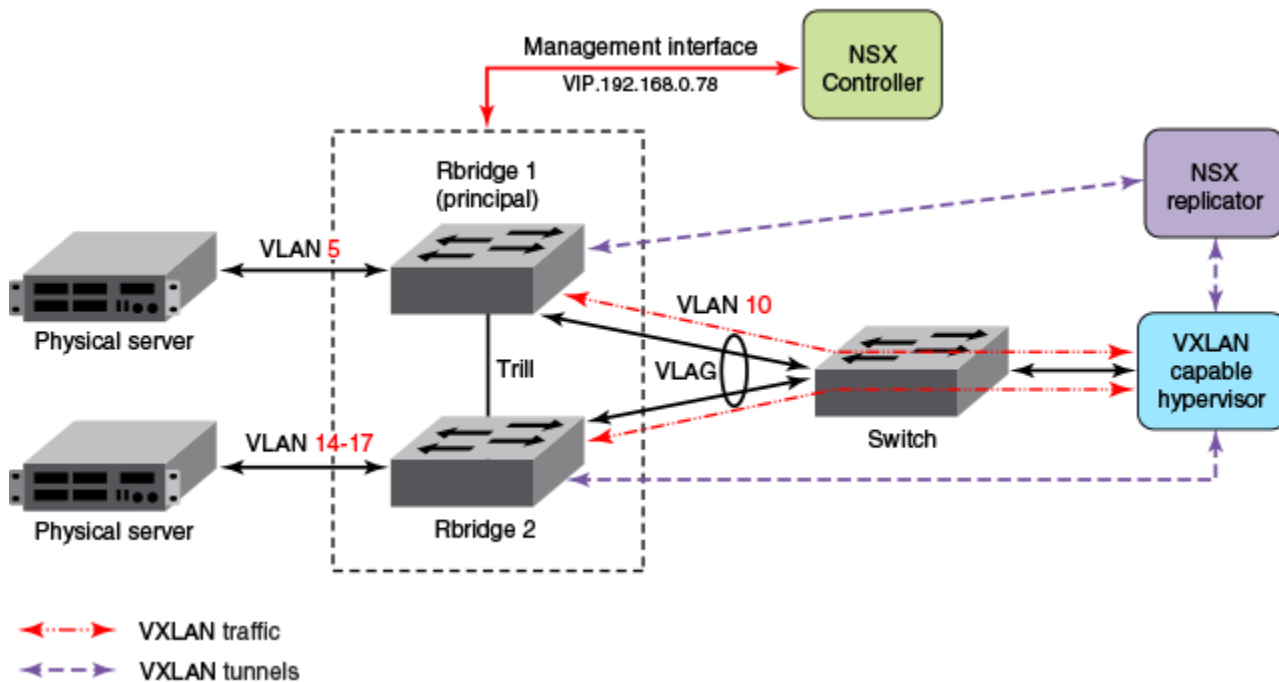 Management interface
VIP.192.168.0.78
NSX
Controller
Rbridge 1
(principal)
NSX
replicator
VLAN 5
Physical server
VLAN 10
Trill
VLAG
VXLAN
capable
hypervisor
Switch
VLAN 14-17
Physical server
Rbridge 2
VXLAN traffic
VXLAN tunnels